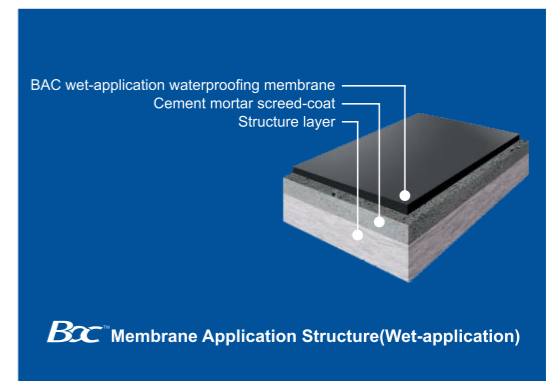 BAC wet-application waterproofing membrane
Cement mortar screed-coat
Structure layer
BAC™ Membrane Application Structure(Wet-application)